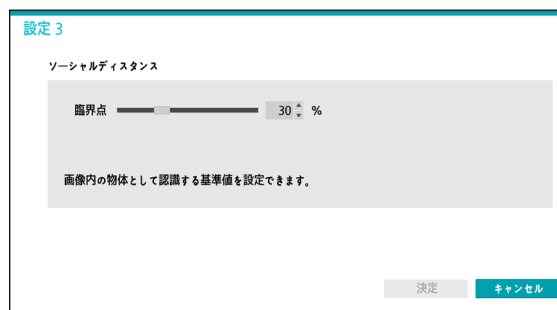 設定 3
ソーシャルディスタンス
臨界点 30 %
画像内の物体として認識する基準値を設定できます。
決定 キャンセル